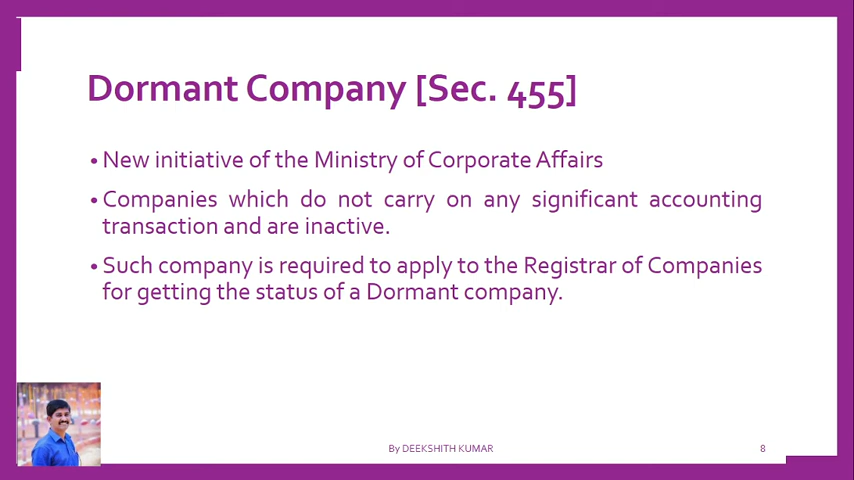 Dormant Company [Sec. 455]
• New initiative of the Ministry of Corporate Affairs
• Companies which do not carry on any significant accounting
transaction and are inactive.
• Such company is required to apply to the Registrar of Companies
for getting the status of a Dormant company.
By DEEKSHITH KUMAR
8